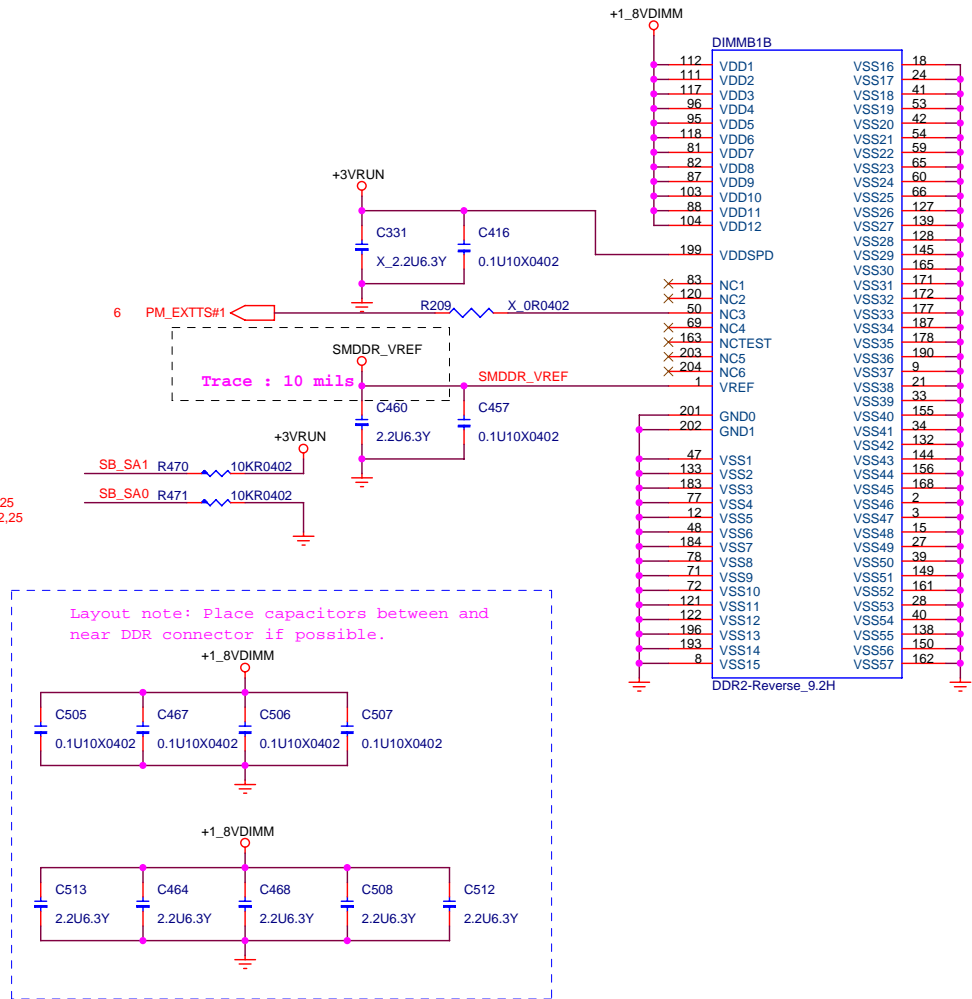 +1_8VDIMM
DIMMB1B
112 VDD1 VSS16 18
111 VDD2 VSS17 24
117 VDD3 VSS18 41
96 VDD4 VSS19 53
95 VDD5 VSS20 42
118 VDD6 VSS21 54
81 VDD7 VSS22 59
82 VDD8 VSS23 65
87 VDD9 VSS24 60
103 VDD10 VSS25 66
88 VDD11 VSS26 127
104 VDD12 VSS27 139
VSS28 128
199 VDDSPD VSS29 145
VSS30 165
83 NC1 VSS31 171
120 NC2 VSS32 172
50 NC3 VSS33 177
69 NC4 VSS34 187
163 NCTEST VSS35 178
203 NC5 VSS36 190
204 NC6 VSS37 9
1 VREF VSS38 21
VSS39 33
201 GND0 VSS40 155
202 GND1 VSS41 34
VSS42 132
47 VSS1 VSS43 144
133 VSS2 VSS44 156
183 VSS3 VSS45 168
77 VSS4 VSS46 2
12 VSS5 VSS47 3
48 VSS6 VSS48 15
184 VSS7 VSS49 27
78 VSS8 VSS50 39
71 VSS9 VSS51 149
72 VSS10 VSS52 161
121 VSS11 VSS53 28
122 VSS12 VSS54 40
196 VSS13 VSS55 138
193 VSS14 VSS56 150
8 VSS15 VSS57 162
DDR2-Reverse_9.2H
+3VRUN
C331 C416
X_2.2U6.3Y 0.1U10X0402
6 PM_EXTTS#1 R209 X_0R0402
SMDDR_VREF
Trace : 10 mils SMDDR_VREF
C460 C457
2.2U6.3Y 0.1U10X0402
+3VRUN
SB_SA1 R470 10KR0402
SB_SA0 R471 10KR0402
25
2,25
Layout note: Place capacitors between and
near DDR connector if possible.
+1_8VDIMM
C505 C467 C506 C507
0.1U10X0402 0.1U10X0402 0.1U10X0402 0.1U10X0402
+1_8VDIMM
C513 C464 C468 C508 C512
2.2U6.3Y 2.2U6.3Y 2.2U6.3Y 2.2U6.3Y 2.2U6.3Y